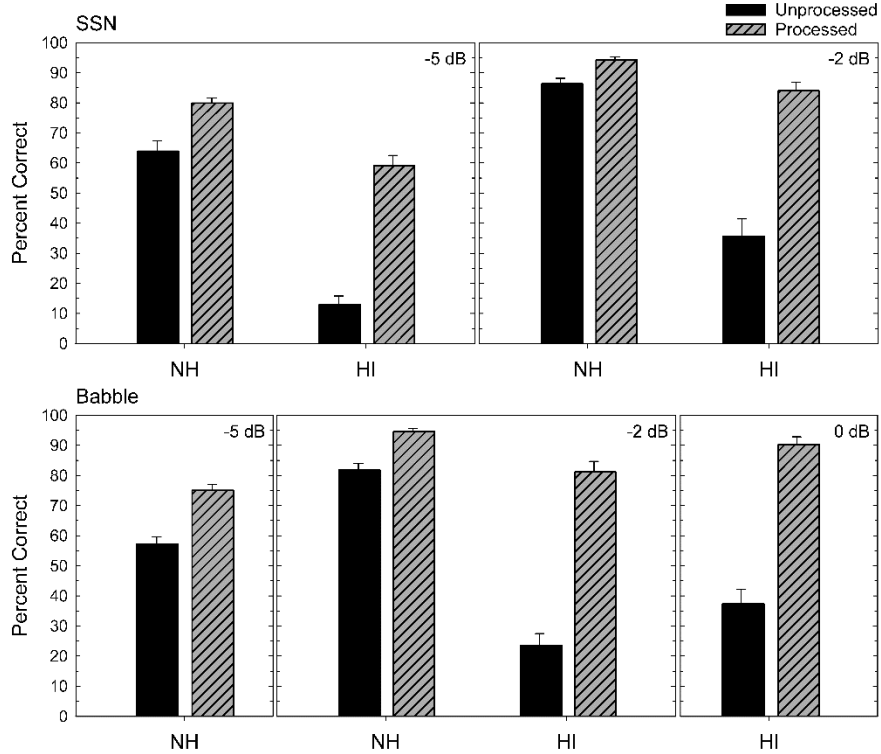 Unprocessed
Processed
SSN
-5 dB
-2 dB
Percent Correct
100
90
80
70
60
50
40
30
20
10
0
NH
HI
NH
HI
Babble
-5 dB
-2 dB
0 dB
Percent Correct
100
90
80
70
60
50
40
30
20
10
0
NH
NH
HI
HI